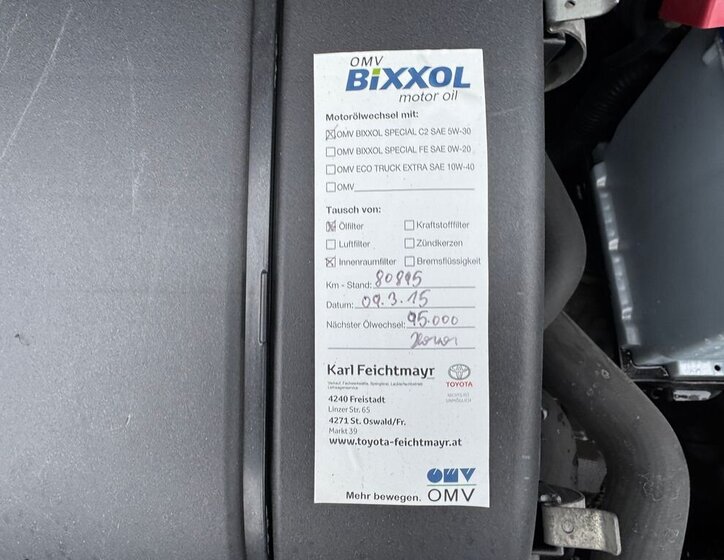 OMV
BiXXOL
motor oil
Motorölwechsel mit:
☒ OMV BIXXOL SPECIAL C2 SAE 5W-30
☐ OMV BIXXOL SPECIAL FE SAE 0W-20
☐ OMV ECO TRUCK EXTRA SAE 10W-40
☐ OMV
Tausch von:
☒ Ölfilter ☐ Kraftstofffilter
☐ Luftfilter ☐ Zündkerzen
☒ Innenraumfilter ☐ Bremsflüssigkeit
Km - Stand: 80895
Datum: 09.3.15
Nächster Ölwechsel: 95.000
Karl Feichtmayr
TOYOTA
NICHTS IST
UNMÖGLICH
4240 Freistadt
Linzer Str. 65
4271 St. Oswald/Fr.
Markt 39
www.toyota-feichtmayr.at
OMV
Mehr bewegen. OMV